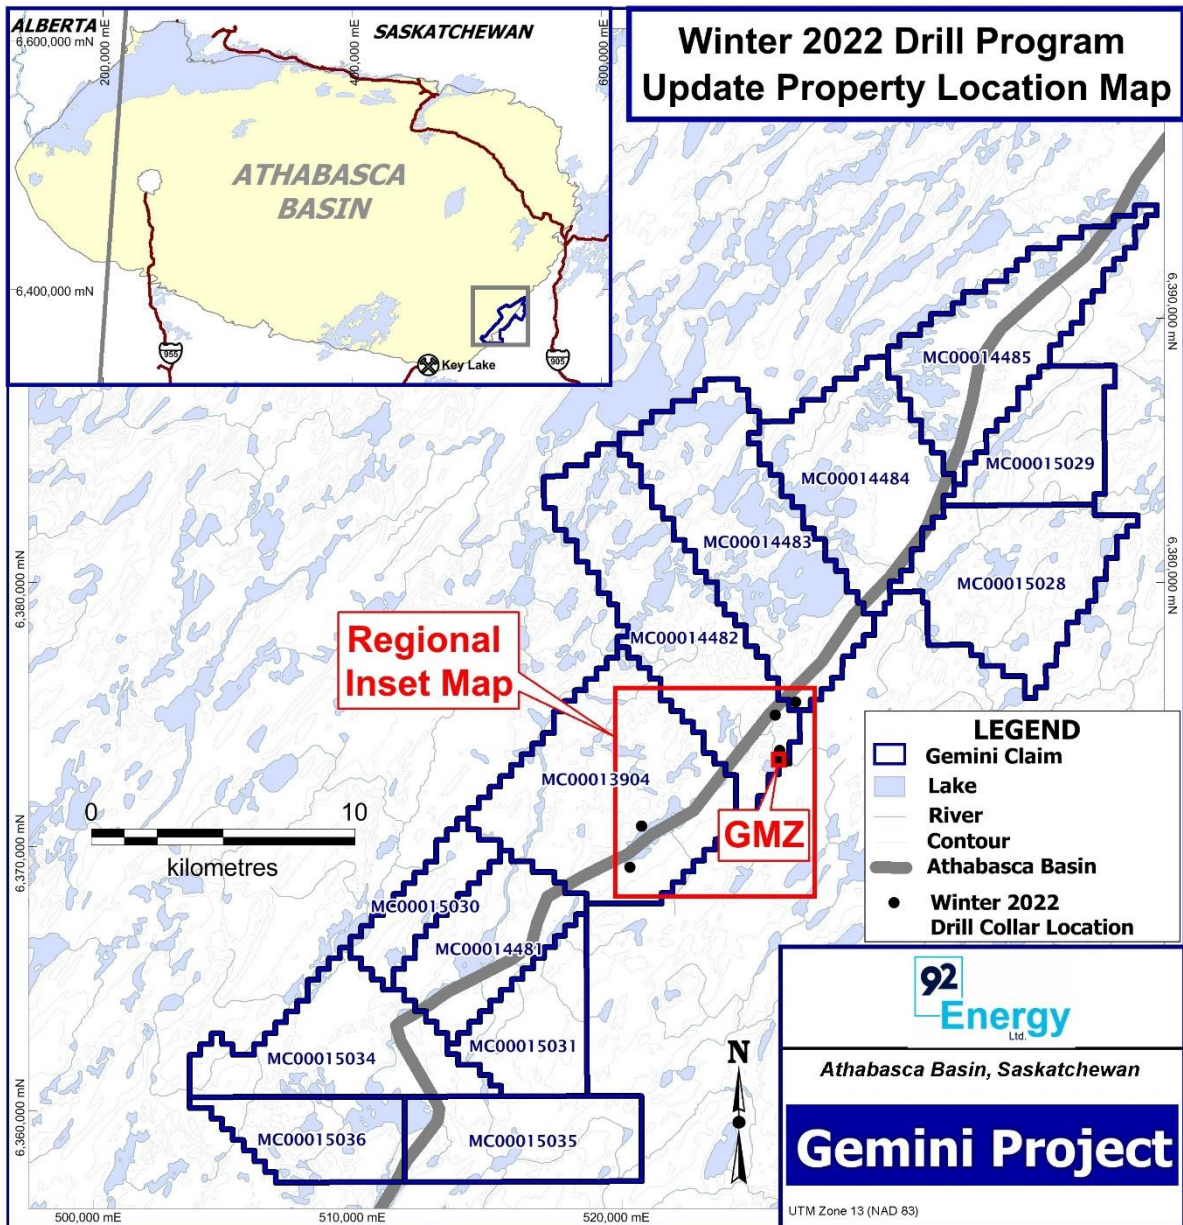 Winter 2022 Drill Program
Update Property Location Map
ALBERTA
SASKATCHEWAN
6,600,000 mN
200,000 mE
400,000 mE
600,000 mE
ATHABASCA
BASIN
6,400,000 mN
955
Key Lake
905
6,390,000 mN
MC00014485
MC00015029
MC00014484
MC00014483
MC00015028
6,380,000 mN
6,380,000 mN
MC00014482
Regional
Inset Map
MC00013904
GMZ
0
10
kilometres
6,370,000 mN
MC00015030
MC00014481
MC00015031
MC00015034
MC00015036
MC00015035
6,360,000 mN
500,000 mE
510,000 mE
520,000 mE
N
LEGEND
Gemini Claim
Lake
River
Contour
Athabasca Basin
Winter 2022
Drill Collar Location
92
Energy
Ltd.
Athabasca Basin, Saskatchewan
Gemini Project
UTM Zone 13 (NAD 83)